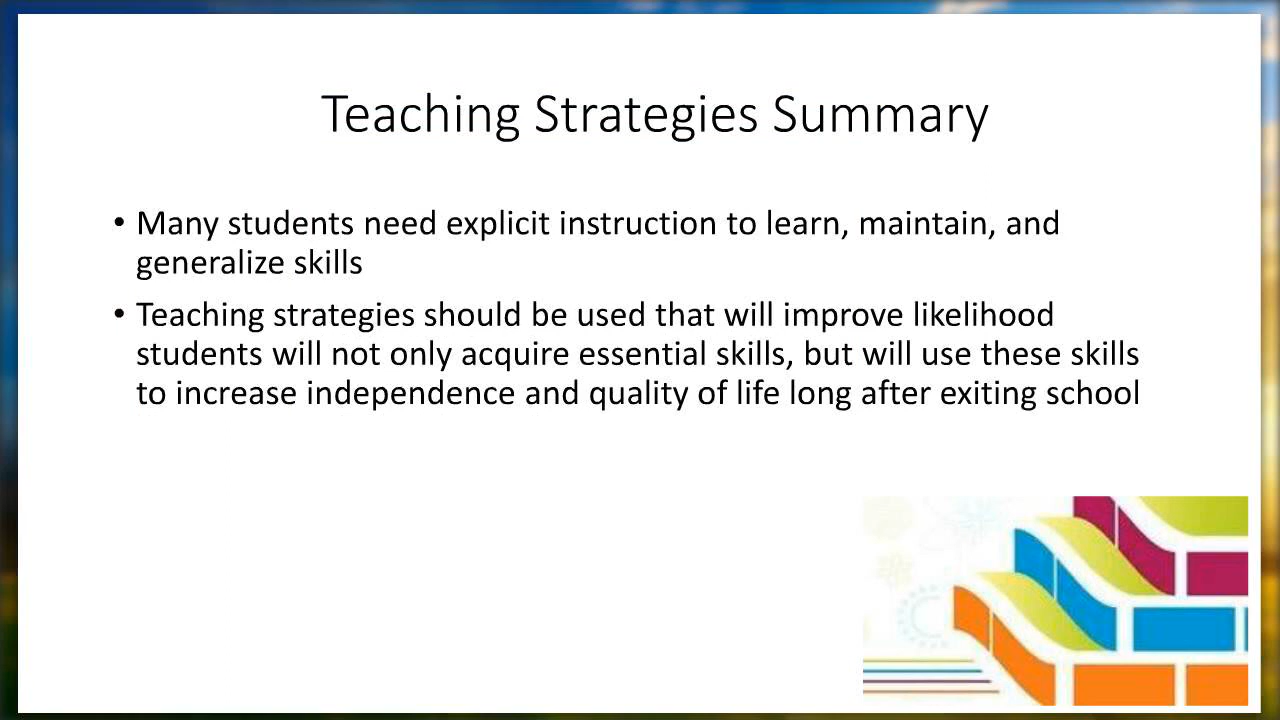 Teaching Strategies Summary
• Many students need explicit instruction to learn, maintain, and
generalize skills
• Teaching strategies should be used that will improve likelihood
students will not only acquire essential skills, but will use these skills
to increase independence and quality of life long after exiting school